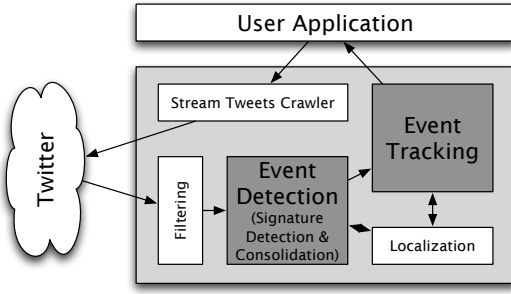 User Application
Stream Tweets Crawler
Event
Tracking
Twitter
Filtering
Event
Detection
(Signature
Detection &
Consolidation)
Localization